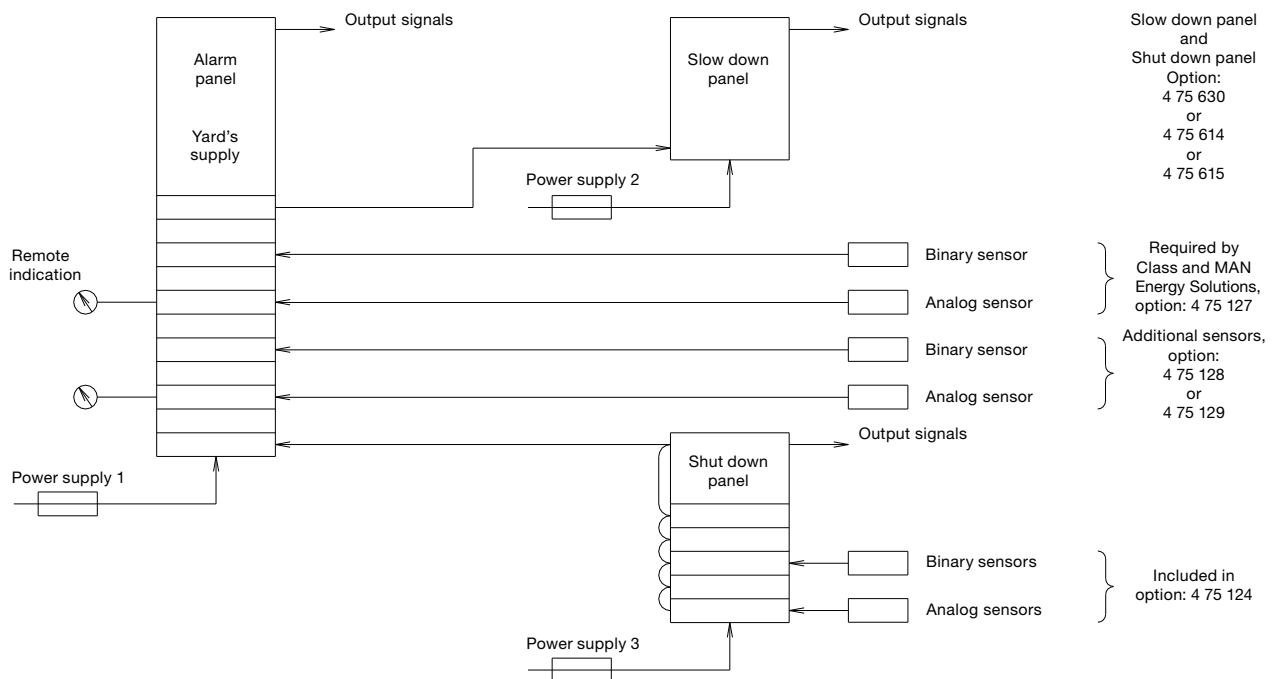 Output signals
Alarm
panel
Yard's
supply
Output signals
Slow down
panel
Slow down panel
and
Shut down panel
Option:
4 75 630
or
4 75 614
or
4 75 615
Power supply 2
Remote
indication
Binary sensor
Analog sensor
Required by
Class and MAN
Energy Solutions,
option: 4 75 127
Binary sensor
Analog sensor
Additional sensors,
option:
4 75 128
or
4 75 129
Power supply 1
Output signals
Shut down
panel
Binary sensors
Analog sensors
Included in
option: 4 75 124
Power supply 3